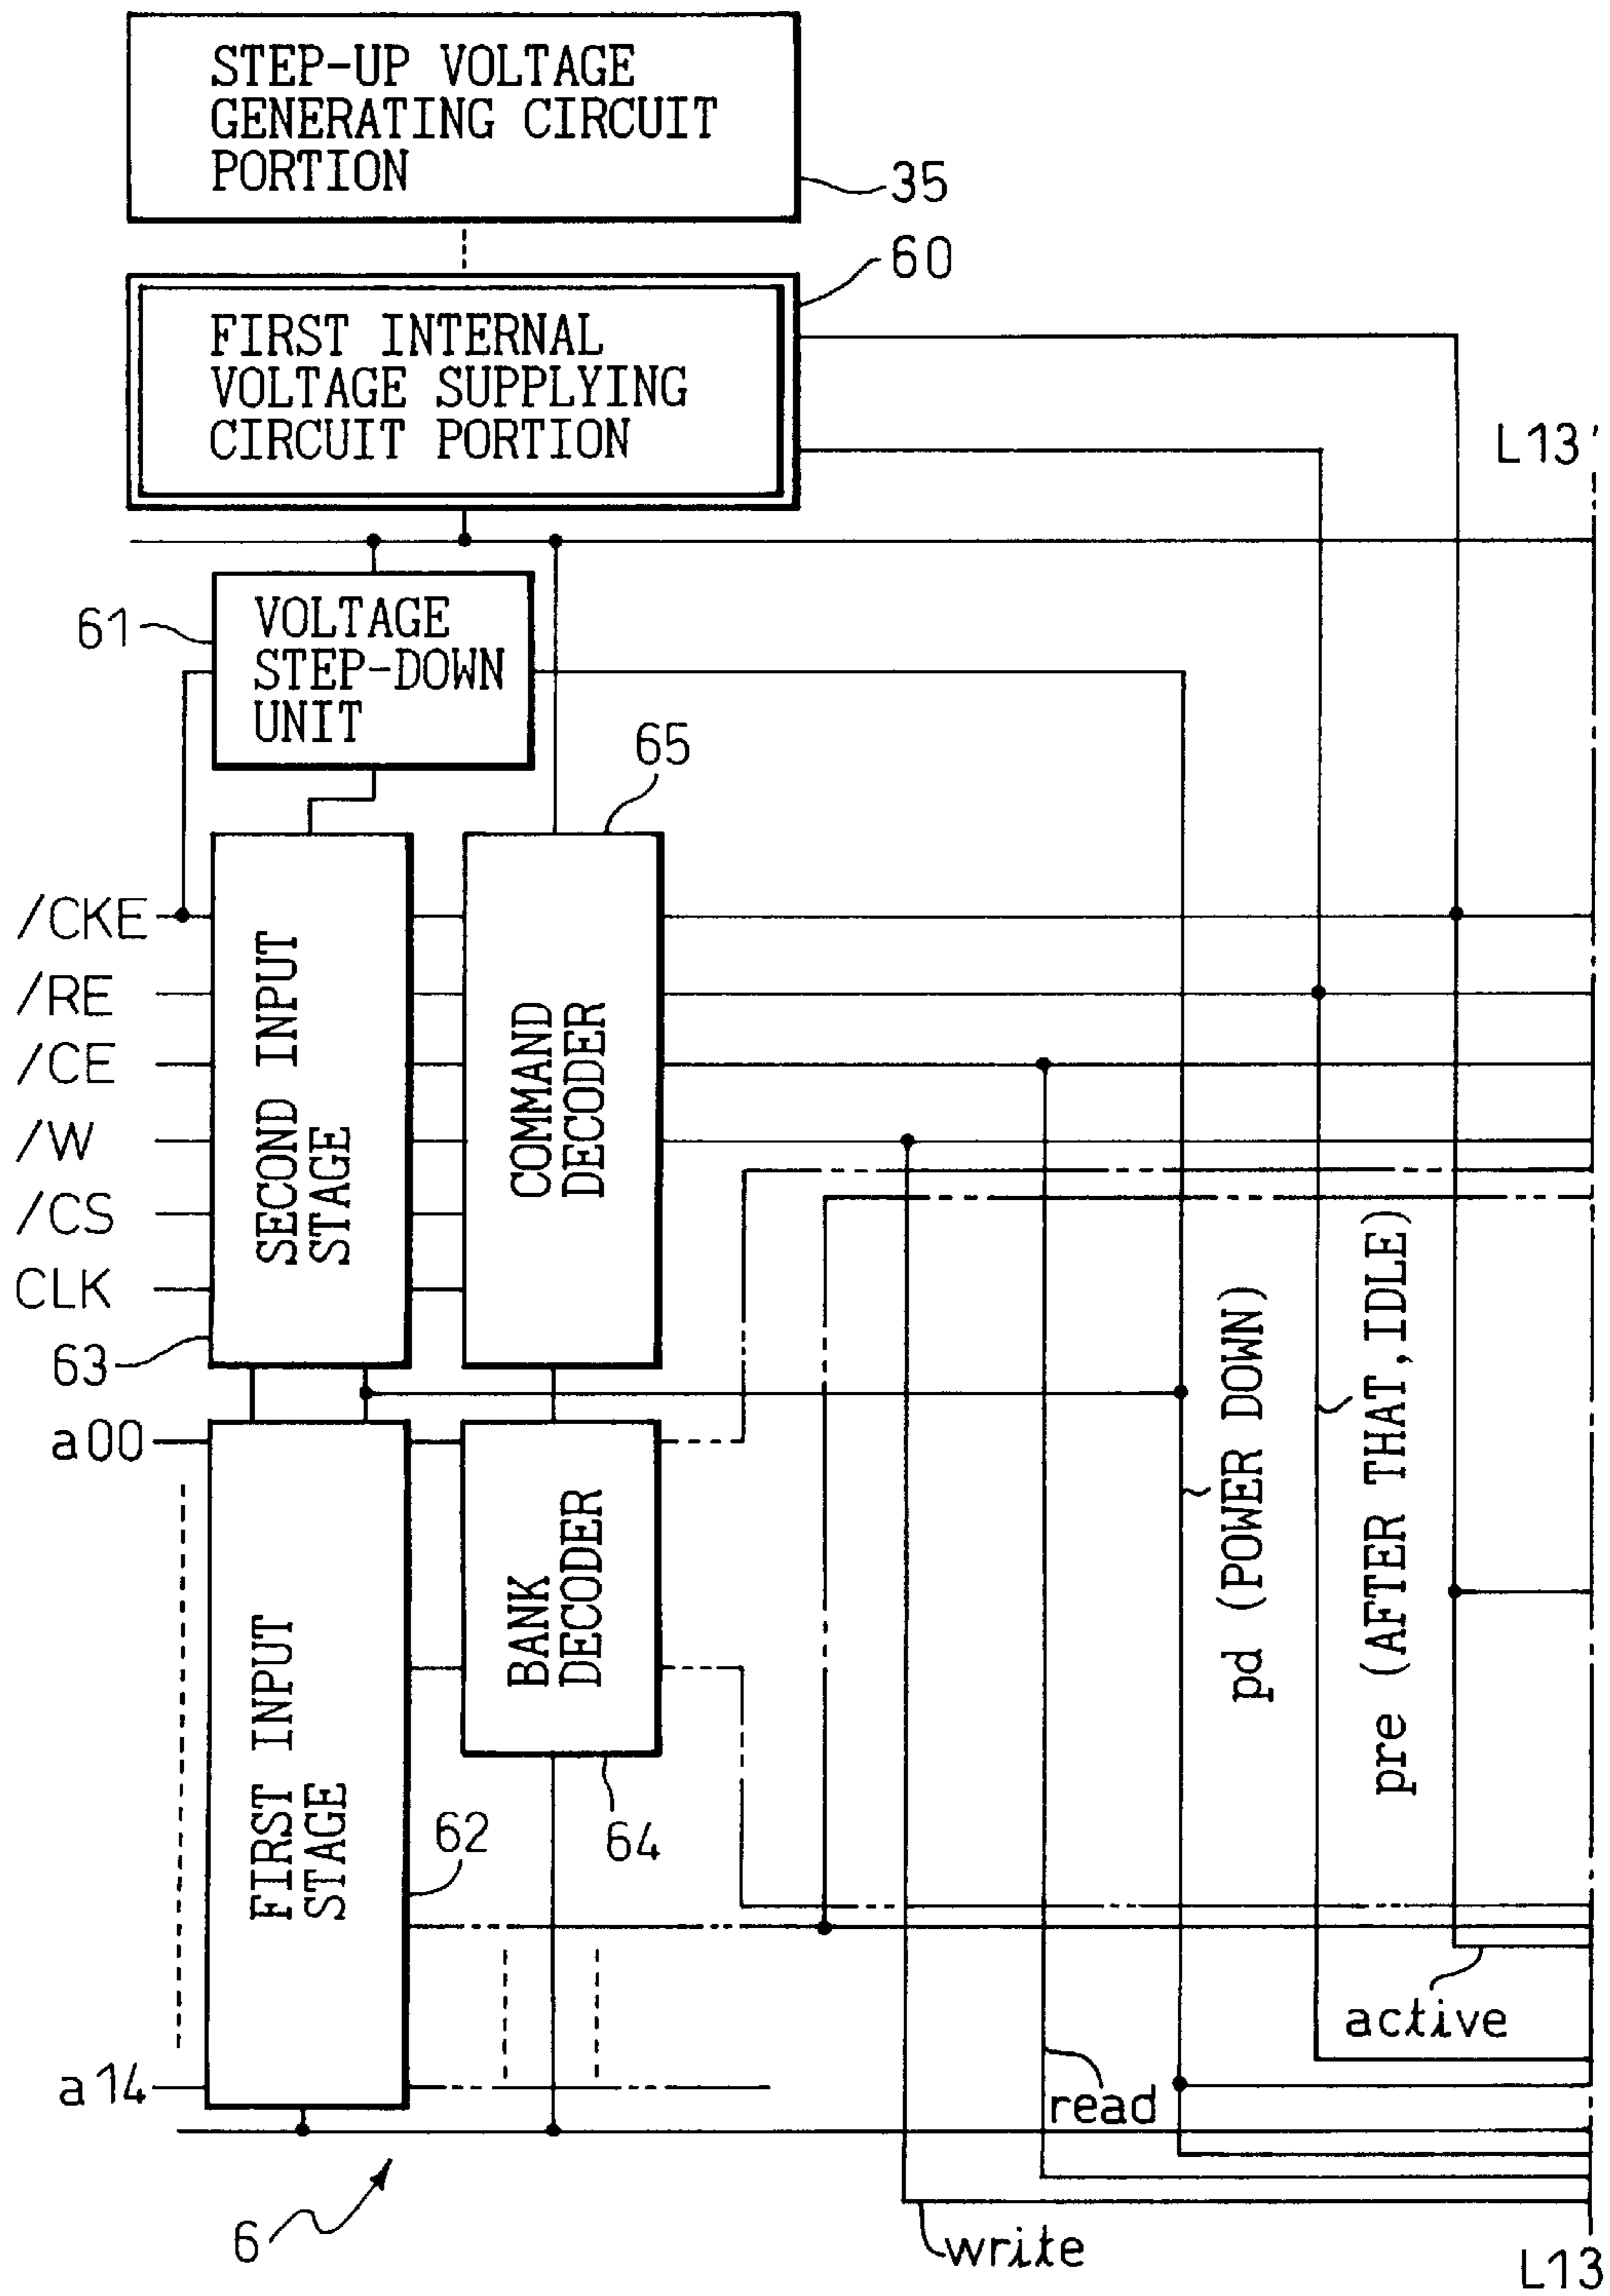 STEP-UP VOLTAGE
GENERATING CIRCUIT
PORTION
35
60
FIRST INTERNAL
VOLTAGE SUPPLYING
CIRCUIT PORTION
L13'
61
VOLTAGE
STEP-DOWN
UNIT
65
/CKE
/RE
/CE
/W
/CS
CLK
SECOND INPUT
STAGE
COMMAND
DECODER
63
a00
pd (POWER DOWN)
pre (AFTER THAT,IDLE)
BANK
DECODER
FIRST INPUT
STAGE
62
64
active
a14
read
6
write
L13